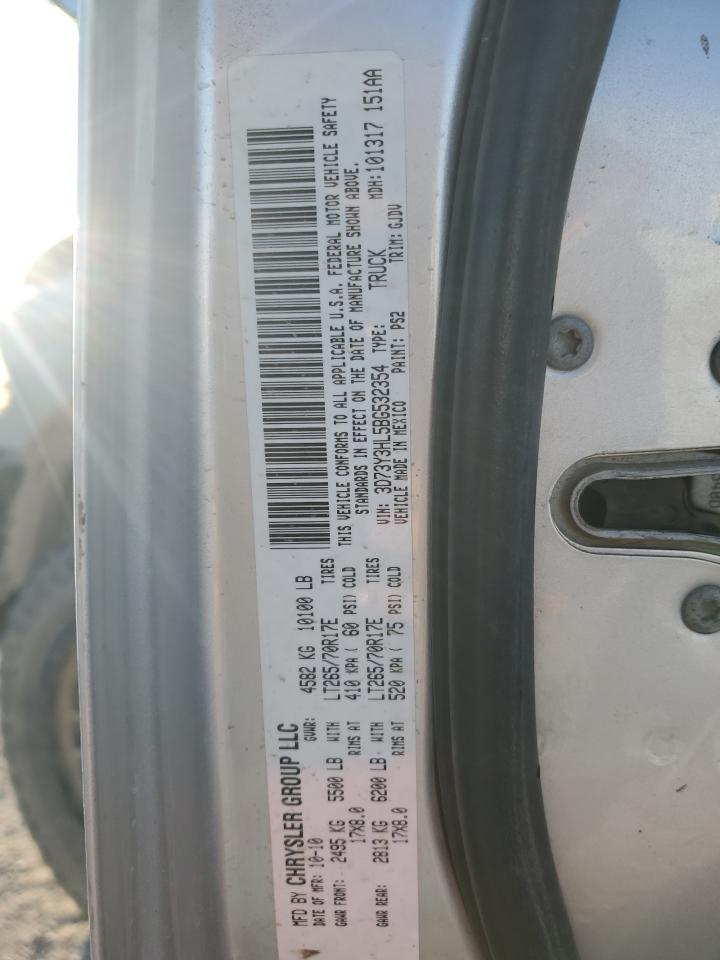 MFD BY CHRYSLER GROUP LLC
DATE OF MFR: 10-10 GVWR: 4582 KG 10100 LB
GAWR FRONT: 2495 KG 5500 LB WITH LT265/70R17E TIRES
17X8.0 RIMS AT 410 KPA( 60 PSI) COLD
GAWR REAR: 2813 KG 6200 LB WITH LT265/70R17E TIRES
17X8.0 RIMS AT 520 KPA( 75 PSI) COLD
THIS VEHICLE CONFORMS TO ALL APPLICABLE U.S.A. FEDERAL MOTOR VEHICLE SAFETY
STANDARDS IN EFFECT ON THE DATE OF MANUFACTURE SHOWN ABOVE.
VIN: 3D73Y3HL5BG532354 TYPE: TRUCK MDH:101317 151AA
VEHICLE MADE IN MEXICO PAINT: PS2 TRIM: GJDV